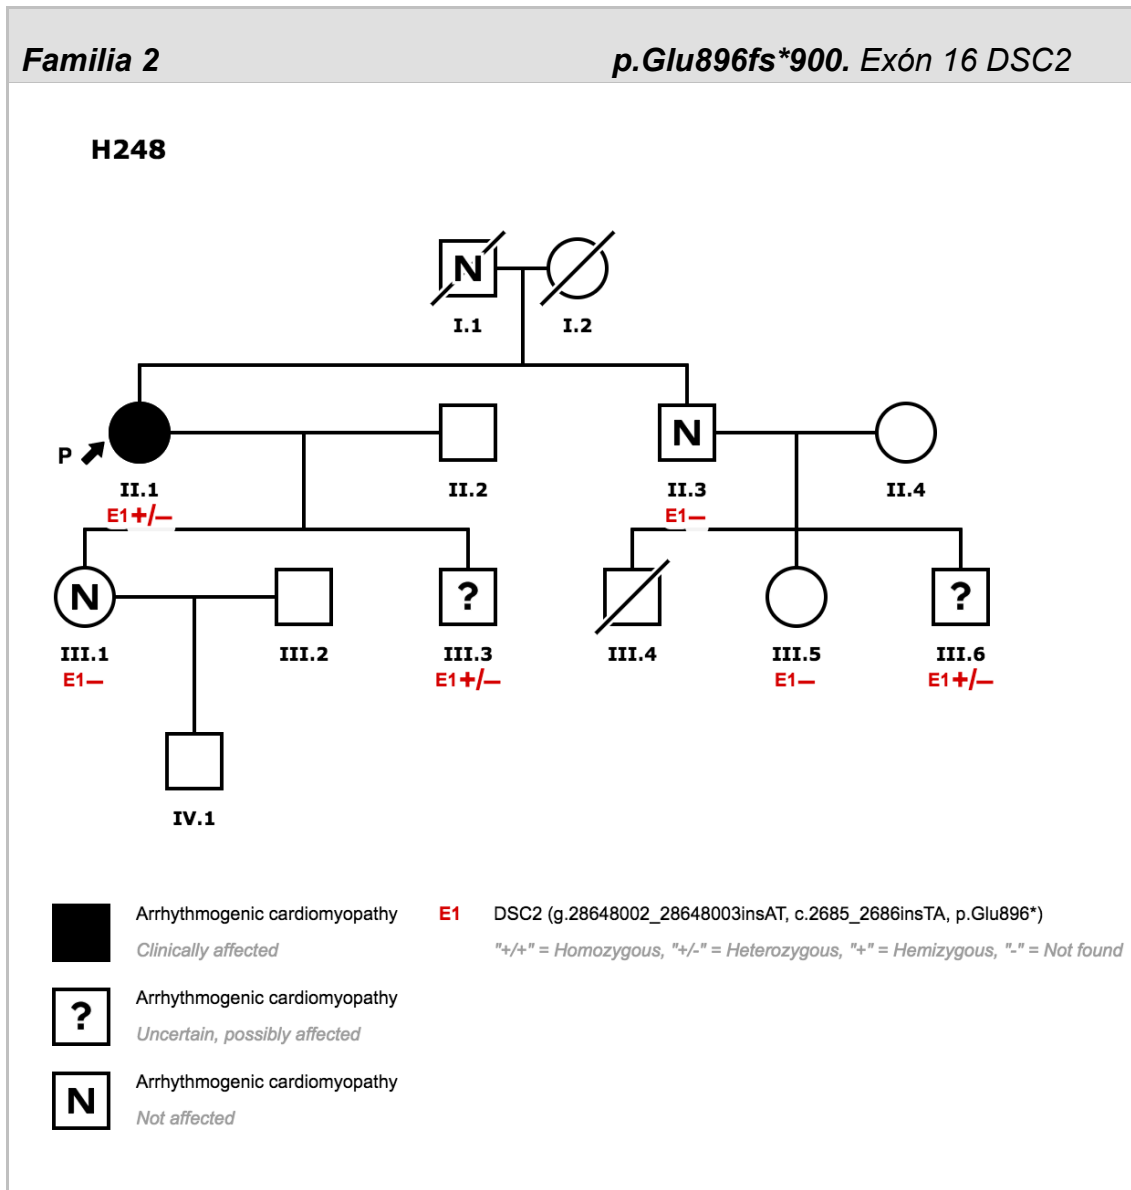 Familia 2 p.Glu896fs*900. Exón 16 DSC2
H248
N
I.1 I.2
P N
II.1 II.2 II.3 II.4
E1+/− E1−
N ? ?
III.1 III.2 III.3 III.4 III.5 III.6
E1− E1+/− E1− E1+/−
IV.1
Arrhythmogenic cardiomyopathy E1 DSC2 (g.28648002_28648003insAT, c.2685_2686insTA, p.Glu896*)
Clinically affected "+/+" = Homozygous, "+/-" = Heterozygous, "+" = Hemizygous, "-" = Not found
? Arrhythmogenic cardiomyopathy
Uncertain, possibly affected
N Arrhythmogenic cardiomyopathy
Not affected